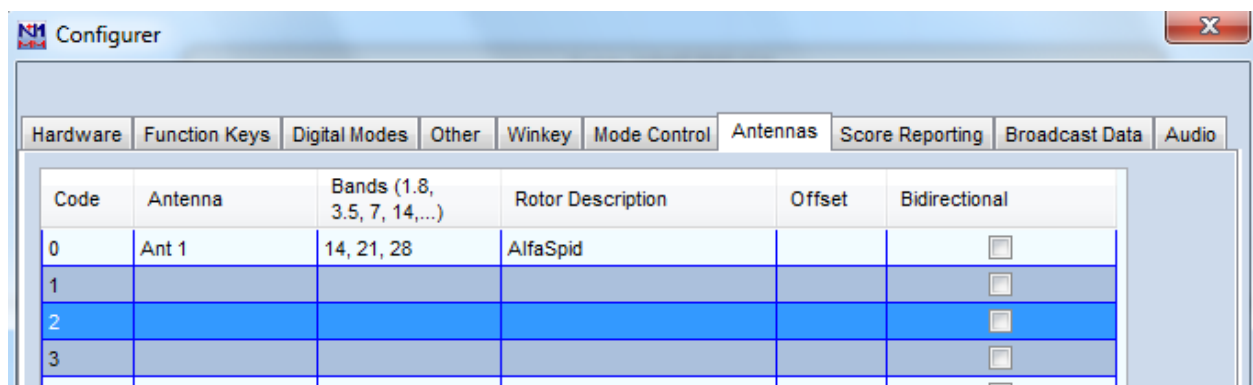 N1 MM Configurer
Hardware Function Keys Digital Modes Other Winkey Mode Control Antennas Score Reporting Broadcast Data Audio
Code Antenna Bands (1.8, 3.5, 7, 14,...) Rotor Description Offset Bidirectional
0 Ant 1 14, 21, 28 AlfaSpid
1
2
3